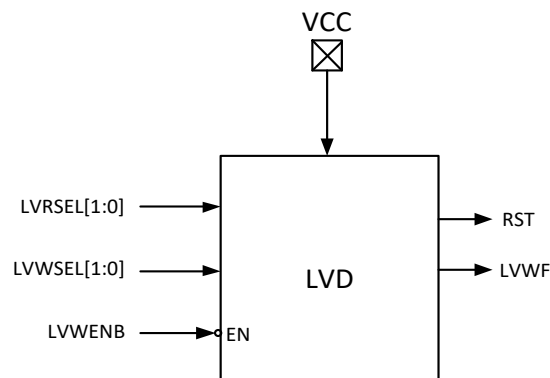 VCC
LVRSEL[1:0]
RST
LVWSEL[1:0]
LVD
LVWF
LVWENB
EN